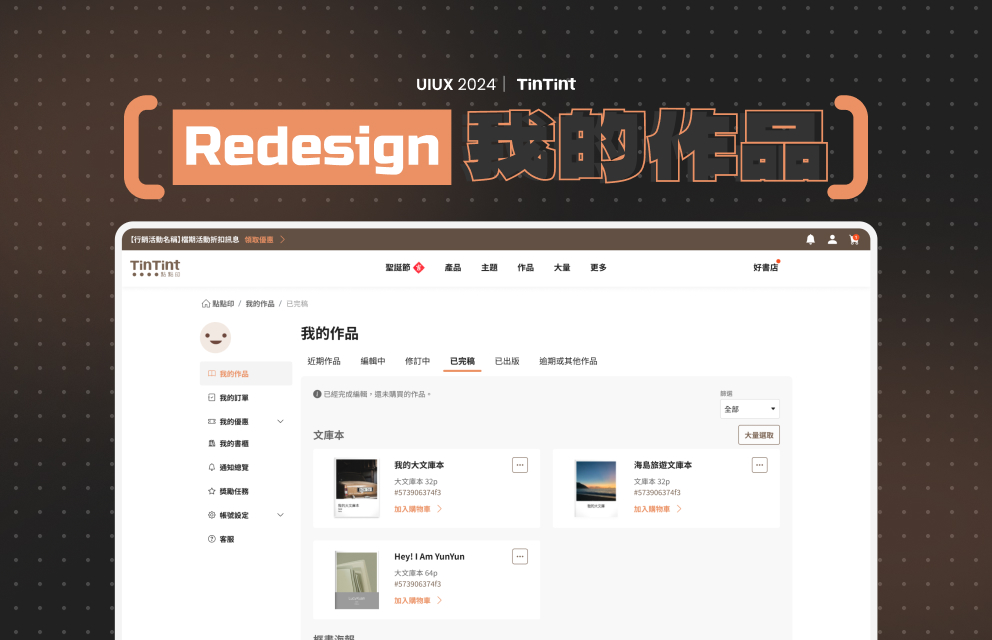 UIUX 2024 | TinTint
Redesign 我的作品
【行銷活動名稱】檔期活動折扣訊息 領取優惠
TinTint
點點印
聖誕節 產品 主題 作品 大量 更多 好書店
點點印 / 我的作品 / 已完稿
我的作品
近期作品 編輯中 修訂中 已完稿 已出版 逾期或其他作品
我的作品
我的訂單
我的優惠
我的書櫃
通知總覽
獎勵任務
帳號設定
客服
已經完成編輯，還未購買的作品。
篩選
全部
大量選取
文庫本
我的大文庫本
大文庫本 32p
#573906374f3
加入購物車
海島旅遊文庫本
文庫本 32p
#573906374f3
加入購物車
Hey! I Am YunYun
大文庫本 64p
#573906374f3
加入購物車